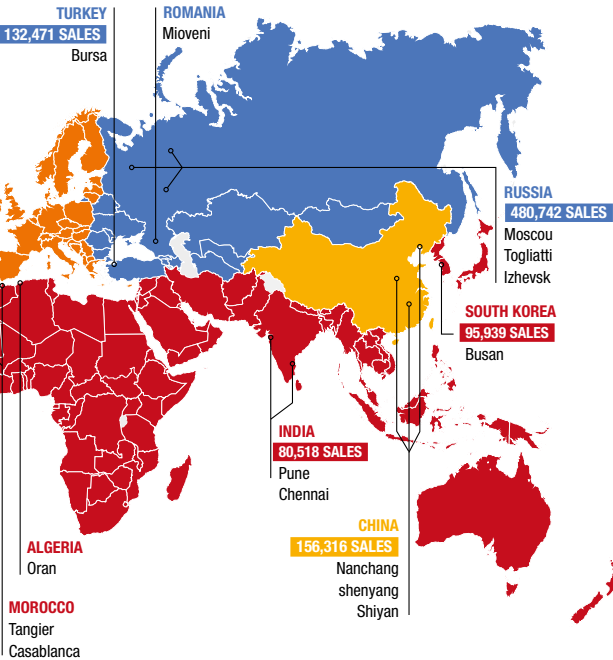 TURKEY
132,471 SALES
Bursa
ROMANIA
Mioveni
RUSSIA
480,742 SALES
Moscou
Togliatti
Izhevsk
SOUTH KOREA
95,939 SALES
Busan
INDIA
80,518 SALES
Pune
Chennai
CHINA
156,316 SALES
Nanchang
shenyang
Shiyan
ALGERIA
Oran
MOROCCO
Tangier
Casablanca